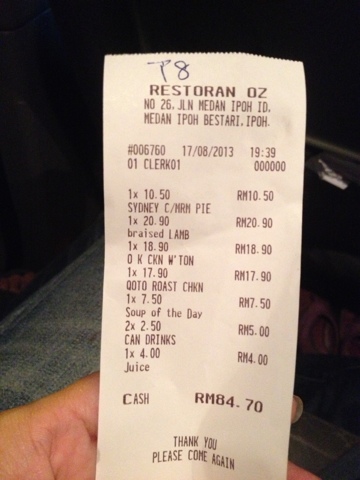 T8
RESTORAN OZ
NO 26, JLN MEDAN IPOH 1D,
MEDAN IPOH BESTARI, IPOH.
#006760 17/08/2013 19:39
01 CLERK01 000000
1x 10.50 RM10.50
SYDNEY C/MRM PIE
1x 20.90 RM20.90
braised LAMB
1x 18.90 RM18.90
O K CKN W'TON
1x 17.90 RM17.90
QOTO ROAST CHKN
1x 7.50 RM7.50
Soup of the Day
2x 2.50 RM5.00
CAN DRINKS
1x 4.00 RM4.00
Juice
CASH RM84.70
THANK YOU
PLEASE COME AGAIN